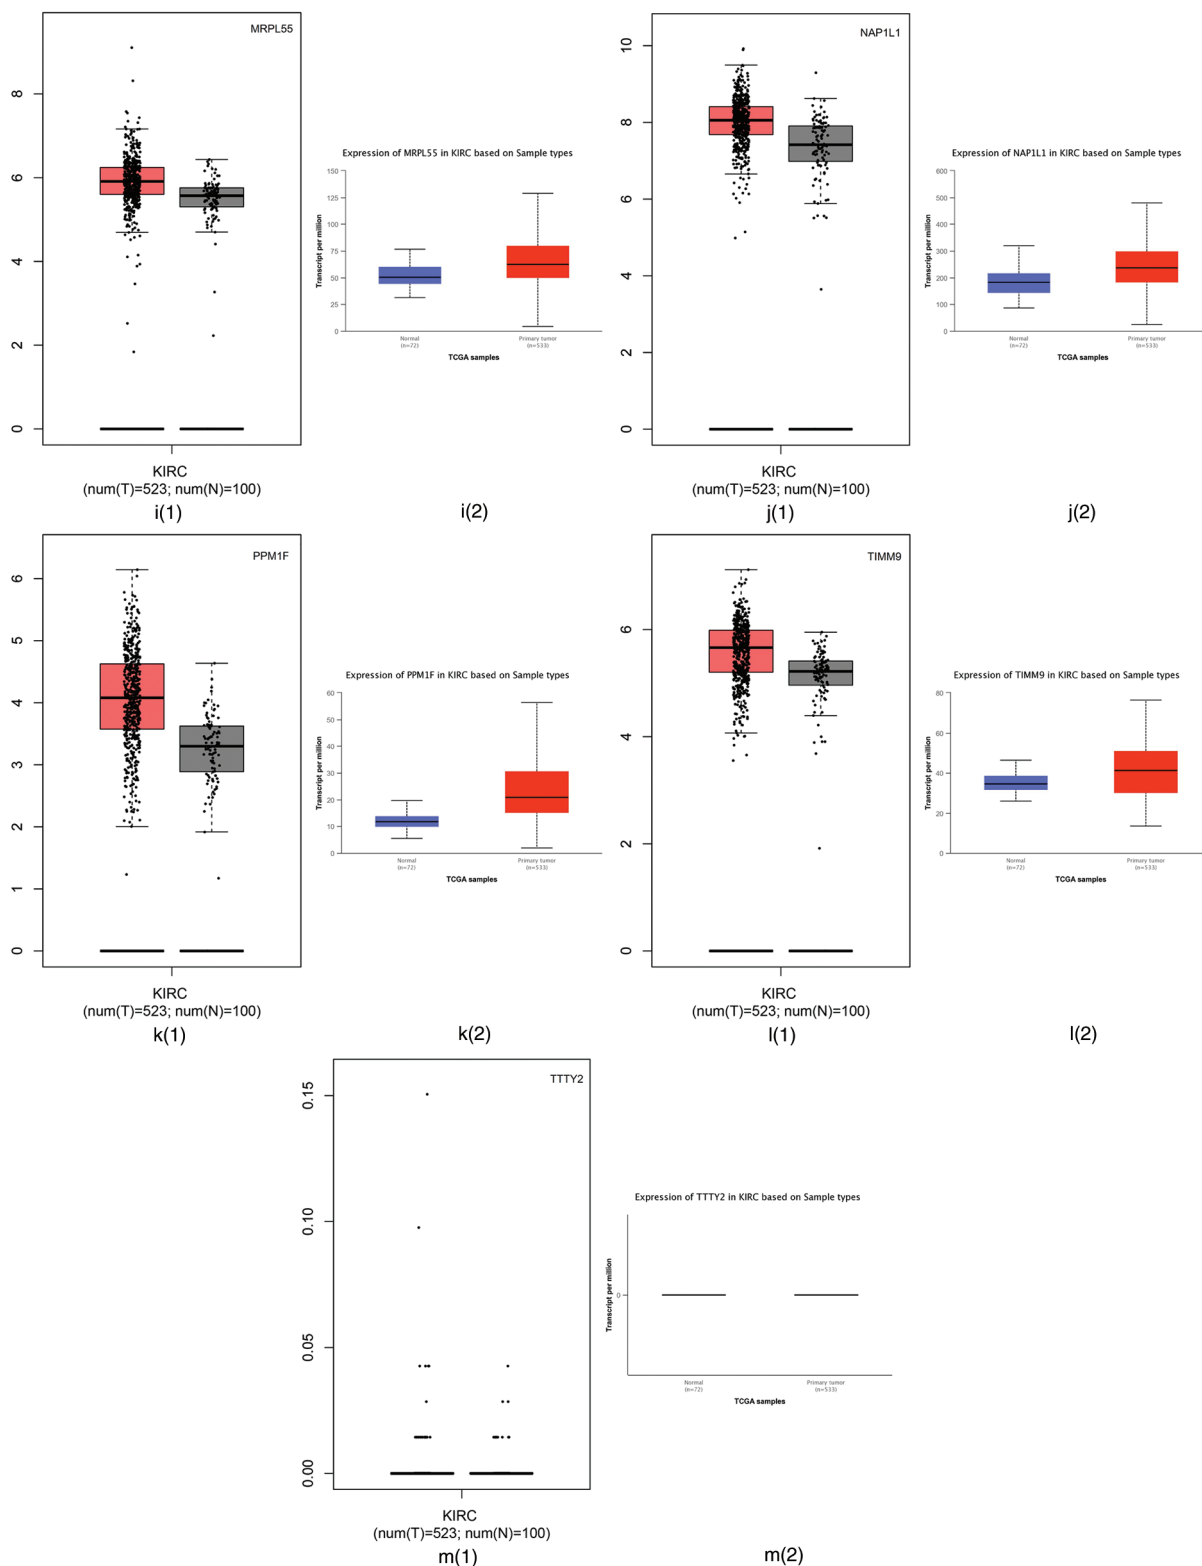 MRPL55
8
6
4
2
0
KIRC
(num(T)=523; num(N)=100)
i(1)
Expression of MRPL55 in KIRC based on Sample types
Transcript per million
150
125
100
75
50
25
0
Normal
(n=72)
Primary tumor
(n=533)
TCGA samples
i(2)
NAP1L1
10
8
6
4
2
0
KIRC
(num(T)=523; num(N)=100)
j(1)
Expression of NAP1L1 in KIRC based on Sample types
Transcript per million
600
500
400
300
200
100
0
Normal
(n=72)
Primary tumor
(n=533)
TCGA samples
j(2)
PPM1F
6
5
4
3
2
1
0
KIRC
(num(T)=523; num(N)=100)
k(1)
Expression of PPM1F in KIRC based on Sample types
Transcript per million
60
50
40
30
20
10
0
Normal
(n=72)
Primary tumor
(n=533)
TCGA samples
k(2)
TIMM9
6
4
2
0
KIRC
(num(T)=523; num(N)=100)
l(1)
Expression of TIMM9 in KIRC based on Sample types
Transcript per million
80
60
40
20
0
Normal
(n=72)
Primary tumor
(n=533)
TCGA samples
l(2)
TTTY2
0.15
0.10
0.05
0.00
KIRC
(num(T)=523; num(N)=100)
m(1)
Expression of TTTY2 in KIRC based on Sample types
Transcript per million
0
Normal
(n=72)
Primary tumor
(n=533)
TCGA samples
m(2)